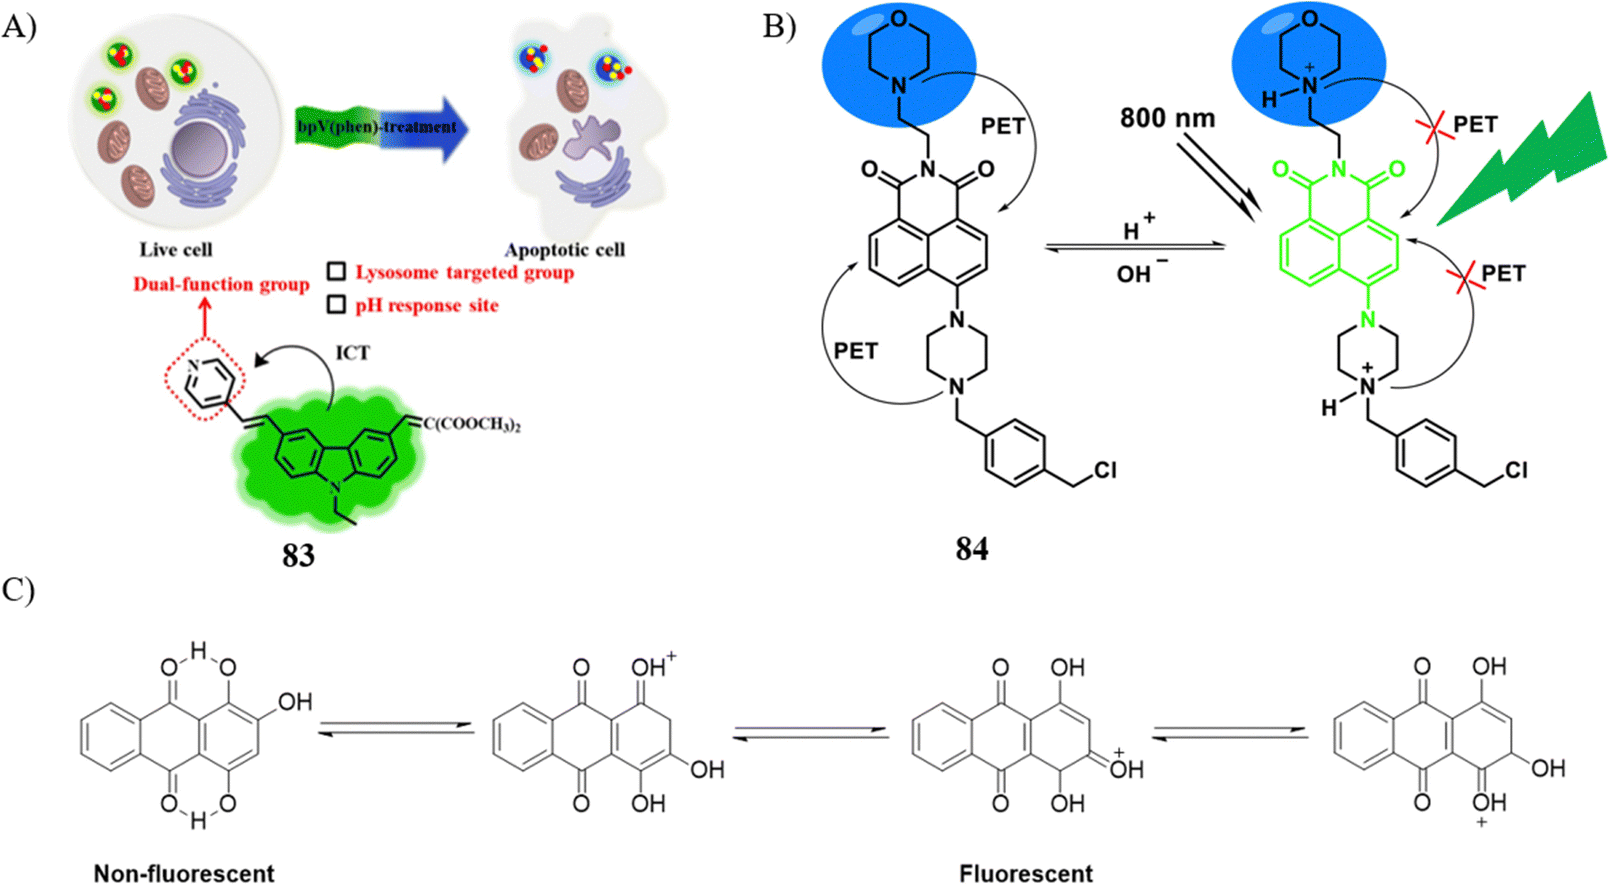 A)
bpV(phen)-treatment
Live cell
Apoptotic cell
Dual-function group
Lysosome targeted group
pH response site
ICT
N
C(COOCH3)2
N
83
B)
O
N
PET
O N O
PET
N
N
Cl
84
H+
OH−
800 nm
O
+
H N
PET
O N O
PET
N
+
N
H
Cl
C)
O H O
OH
O H O
Non-fluorescent
O OH+
OH
O OH
O OH
+
OH
O OH
Fluorescent
O OH
OH
O OH
+